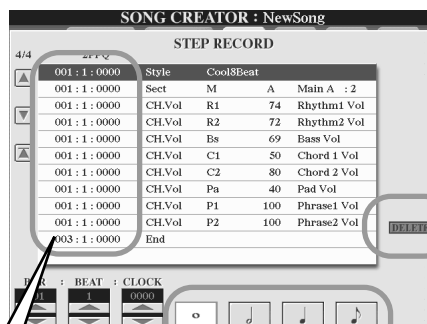 SONG CREATOR : NewSong
STEP RECORD
4/4 2PPQ
001 : 1 : 0000 Style Cool8Beat
001 : 1 : 0000 Sect M A Main A : 2
001 : 1 : 0000 CH.Vol R1 74 Rhythm1 Vol
001 : 1 : 0000 CH.Vol R2 72 Rhythm2 Vol
001 : 1 : 0000 CH.Vol Bs 69 Bass Vol
001 : 1 : 0000 CH.Vol C1 50 Chord 1 Vol
001 : 1 : 0000 CH.Vol C2 80 Chord 2 Vol
001 : 1 : 0000 CH.Vol Pa 40 Pad Vol
001 : 1 : 0000 CH.Vol P1 100 Phrase1 Vol
001 : 1 : 0000 CH.Vol P2 100 Phrase2 Vol
DELETE
003 : 1 : 0000 End
: BEAT : CLOCK
1 0000